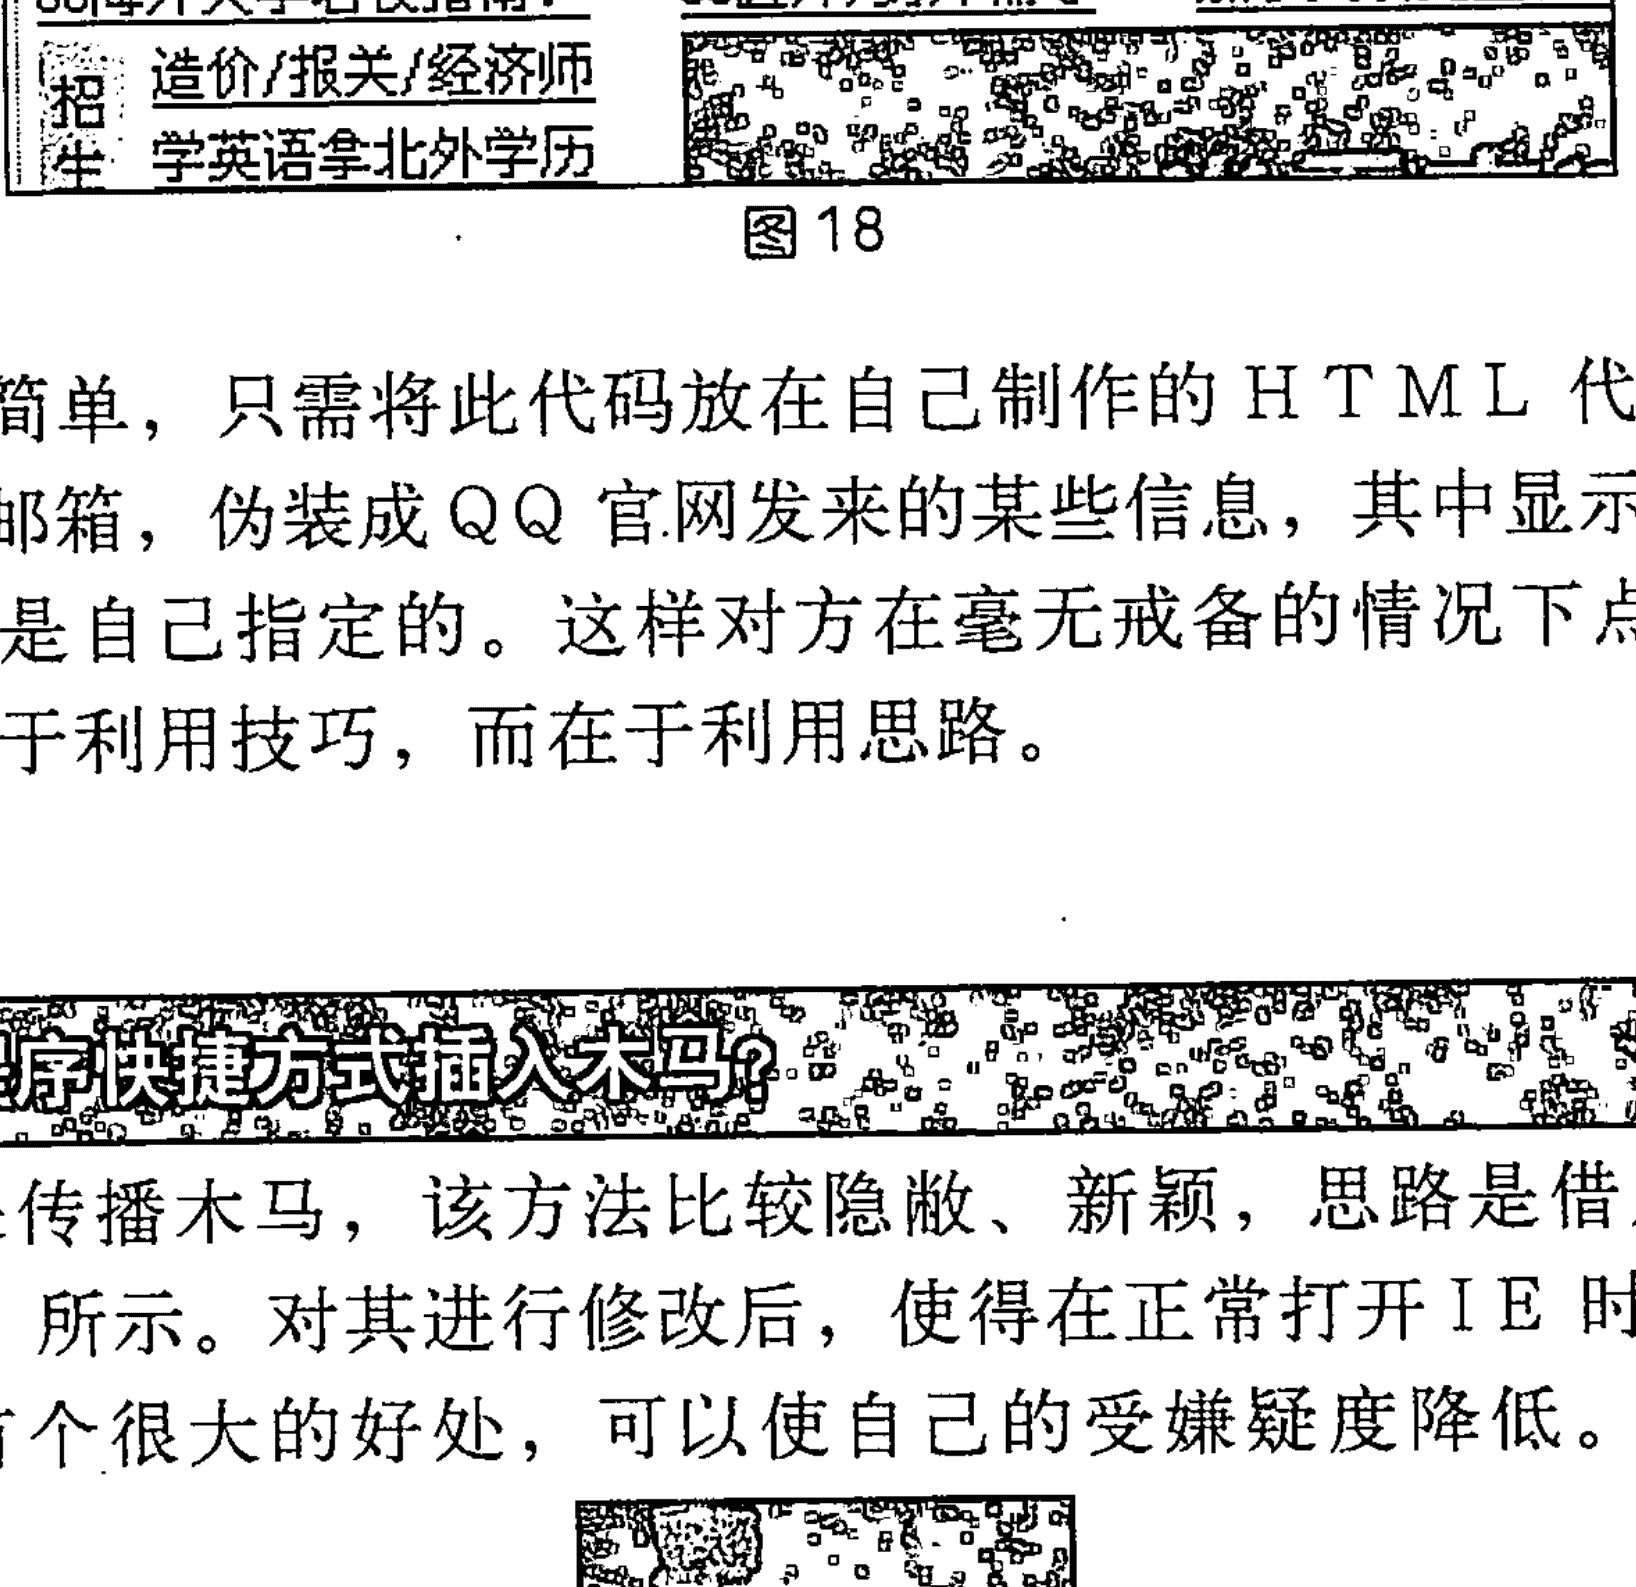 招生
造价/报关/经济师
学英语拿北外学历
图18
简单，只需将此代码放在自己制作的HTML 代
邮箱，伪装成QQ 官网发来的某些信息，其中显示
是自己指定的。这样对方在毫无戒备的情况下点
于利用技巧，而在于利用思路。
序快捷方式插入木马?
传播木马，该方法比较隐蔽、新颖，思路是借
所示。对其进行修改后，使得在正常打开IE 时
个很大的好处，可以使自己的受嫌疑度降低。